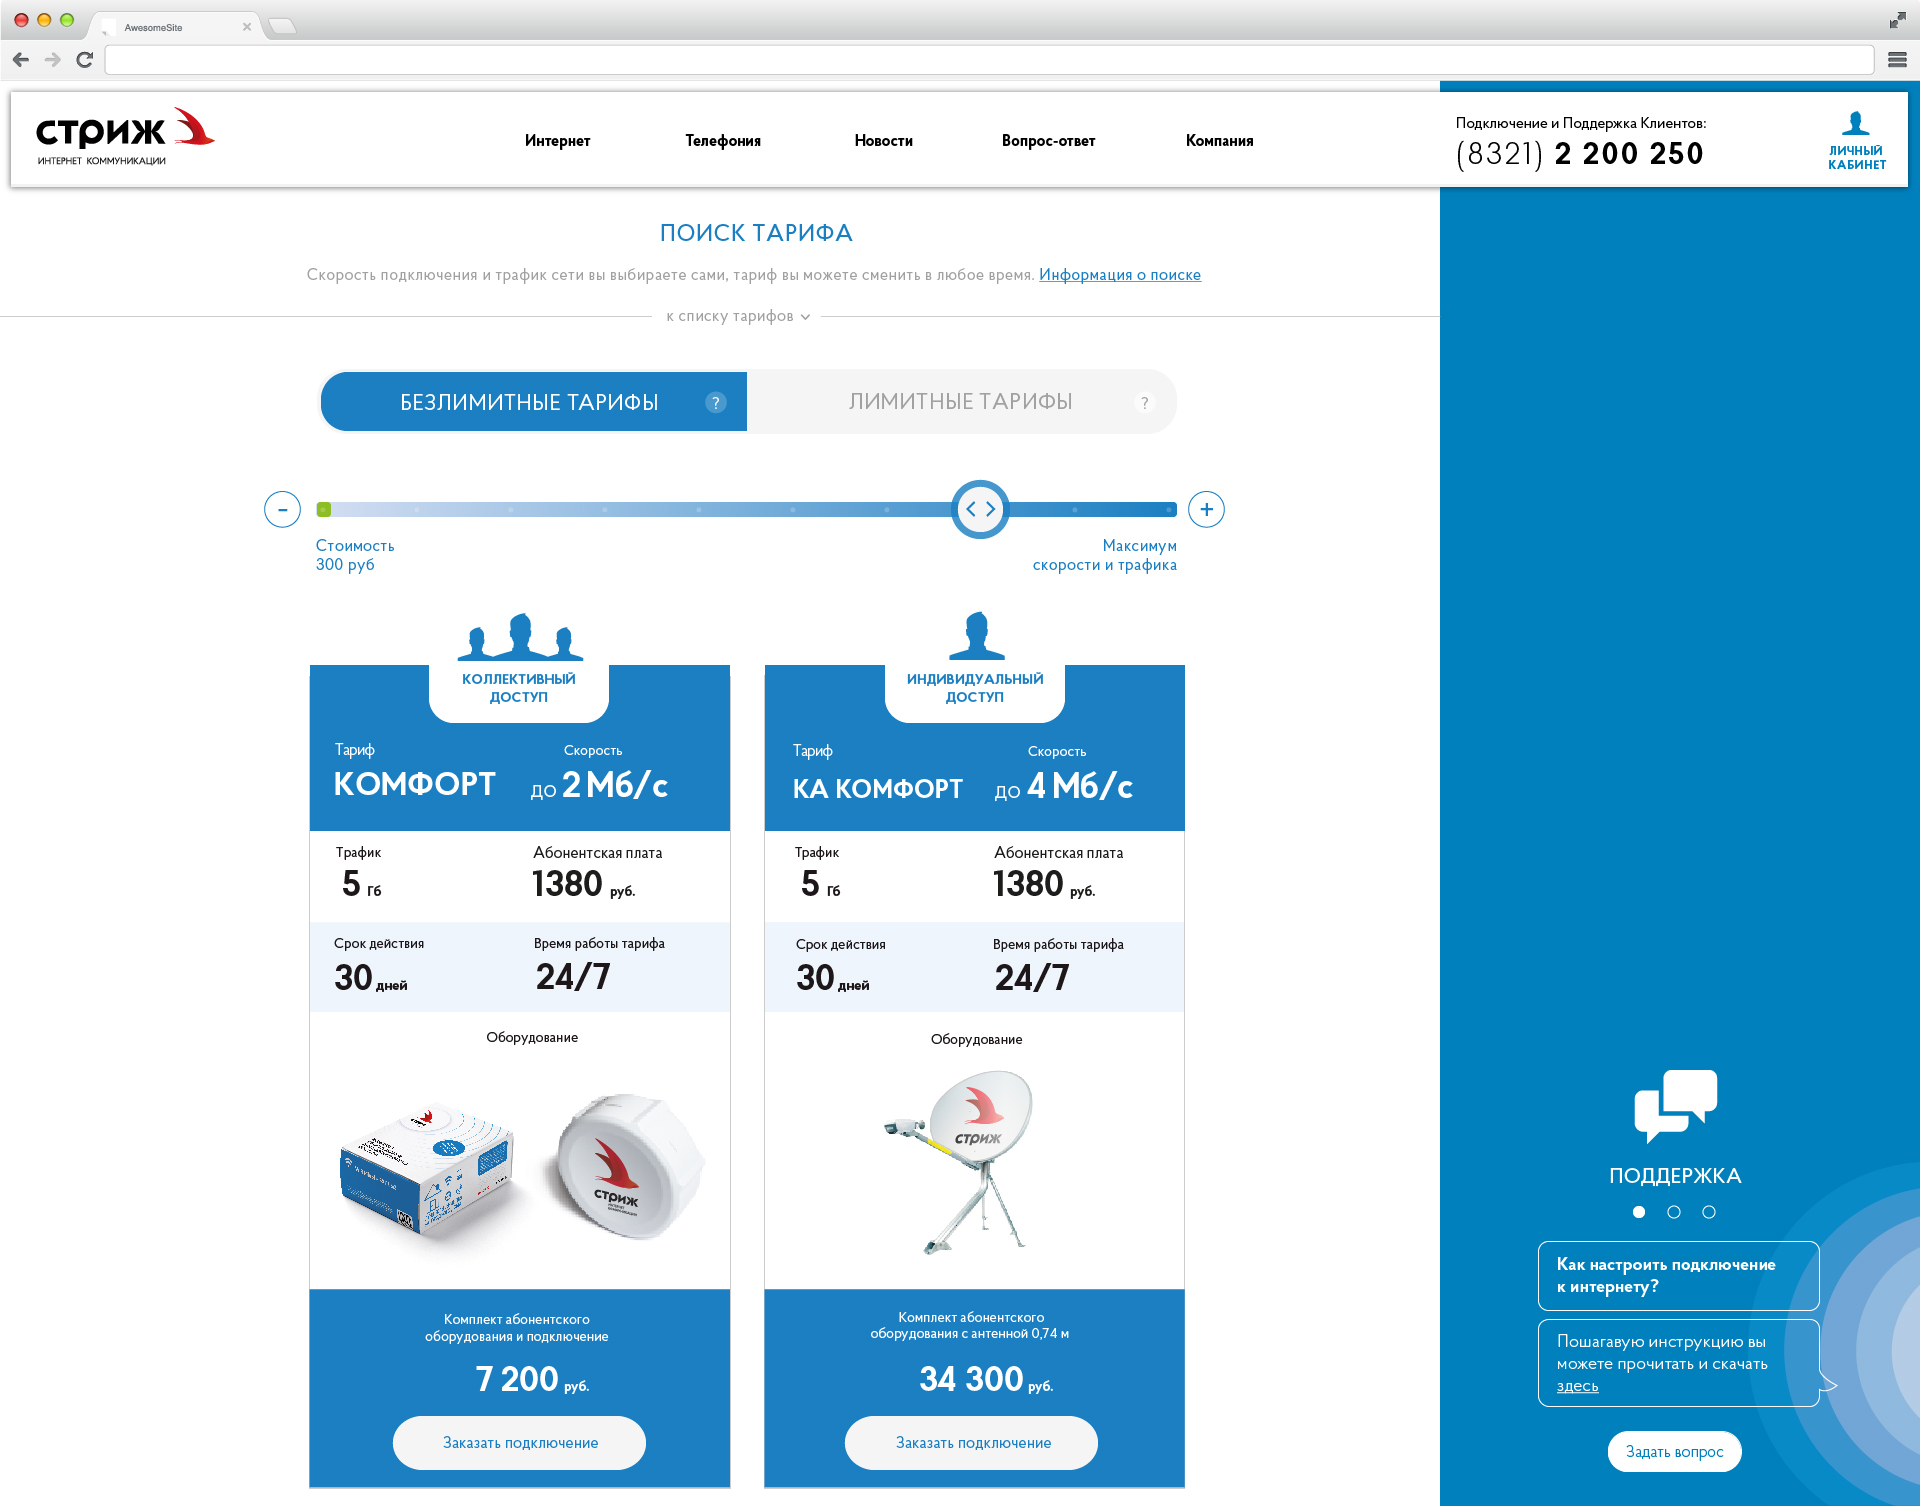 AwesomeSite
стриж
ИНТЕРНЕТ КОММУНИКАЦИИ
Интернет
Телефония
Новости
Вопрос-ответ
Компания
Подключение и Поддержка Клиентов:
(8321) 2 200 250
ЛИЧНЫЙ
КАБИНЕТ
ПОИСК ТАРИФА
Скорость подключения и трафик сети вы выбираете сами, тариф вы можете сменить в любое время. Информация о поиске
к списку тарифов
БЕЗЛИМИТНЫЕ ТАРИФЫ ?
ЛИМИТНЫЕ ТАРИФЫ ?
-
+
Стоимость
300 руб
Максимум
скорости и трафика
КОЛЛЕКТИВНЫЙ
ДОСТУП
Тариф
КОМФОРТ
Скорость
ДО 2 Мб/с
Трафик
5 Гб
Абонентская плата
1380 руб.
Срок действия
30 дней
Время работы тарифа
24/7
Оборудование
стриж
стриж
ИНТЕРНЕТ
КОММУНИКАЦИИ
Комплект абонентского
оборудования и подключение
7 200 руб.
Заказать подключение
ИНДИВИДУАЛЬНЫЙ
ДОСТУП
Тариф
КА КОМФОРТ
Скорость
ДО 4 Мб/с
Трафик
5 Гб
Абонентская плата
1380 руб.
Срок действия
30 дней
Время работы тарифа
24/7
Оборудование
стриж
Комплект абонентского
оборудования с антенной 0,74 м
34 300 руб.
Заказать подключение
ПОДДЕРЖКА
Как настроить подключение
к интернету?
Пошагавую инструкцию вы
можете прочитать и скачать
здесь
Задать вопрос